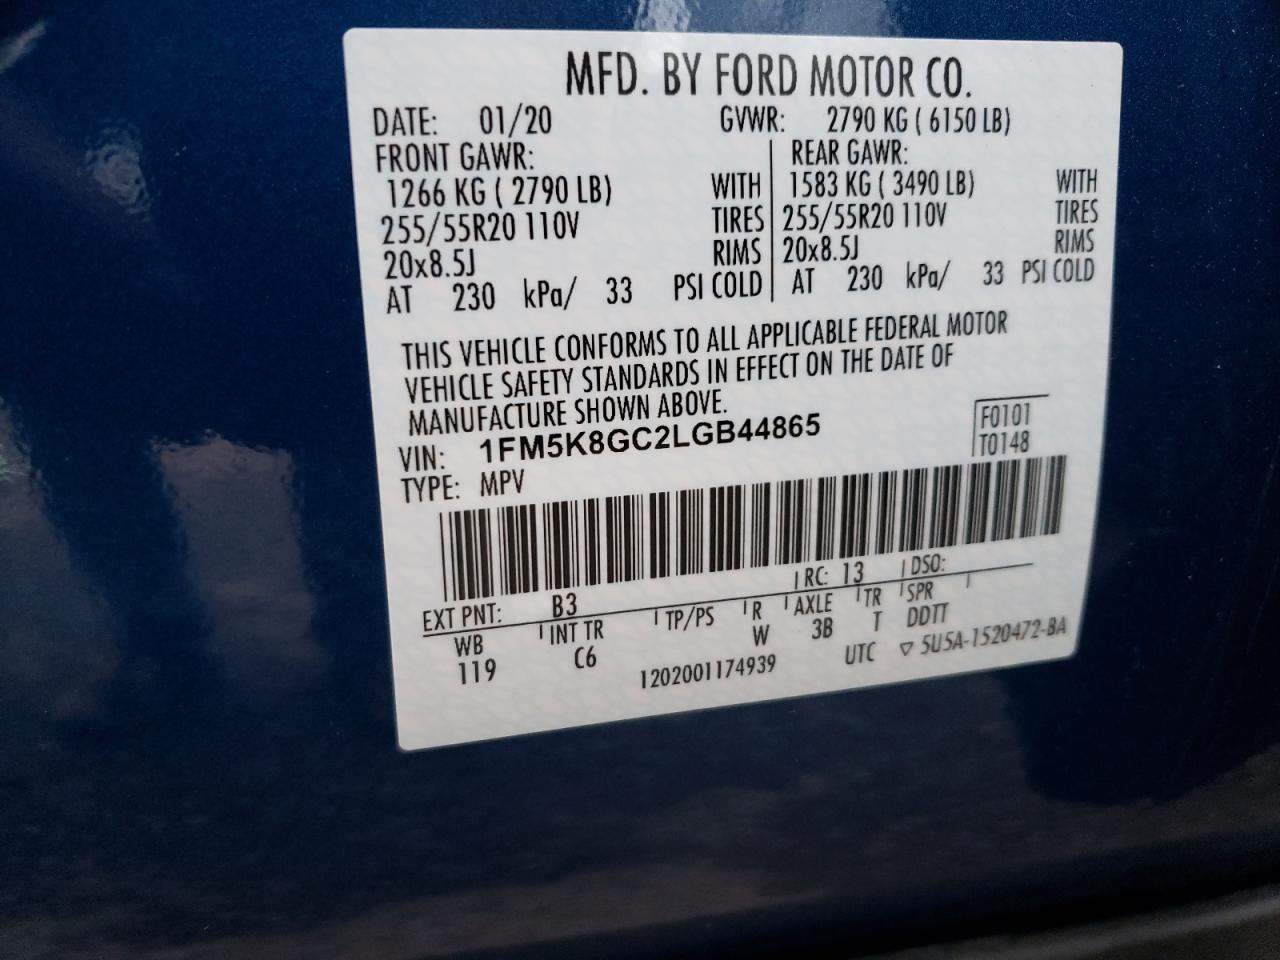 MFD. BY FORD MOTOR CO.
DATE: 01/20 GVWR: 2790 KG ( 6150 LB)
FRONT GAWR: REAR GAWR:
1266 KG ( 2790 LB) WITH 1583 KG ( 3490 LB) WITH
255/55R20 110V TIRES 255/55R20 110V TIRES
20x8.5J RIMS 20x8.5J RIMS
AT 230 kPa/ 33 PSI COLD AT 230 kPa/ 33 PSI COLD
THIS VEHICLE CONFORMS TO ALL APPLICABLE FEDERAL MOTOR
VEHICLE SAFETY STANDARDS IN EFFECT ON THE DATE OF
MANUFACTURE SHOWN ABOVE.
VIN: 1FM5K8GC2LGB44865 F0101
TYPE: MPV T0148
EXT PNT: B3 RC: 13 DSO:
WB INT TR TP/PS R AXLE TR SPR
119 C6 W 3B T DDTT
1202001174939 UTC ▽ 5U5A-1520472-BA